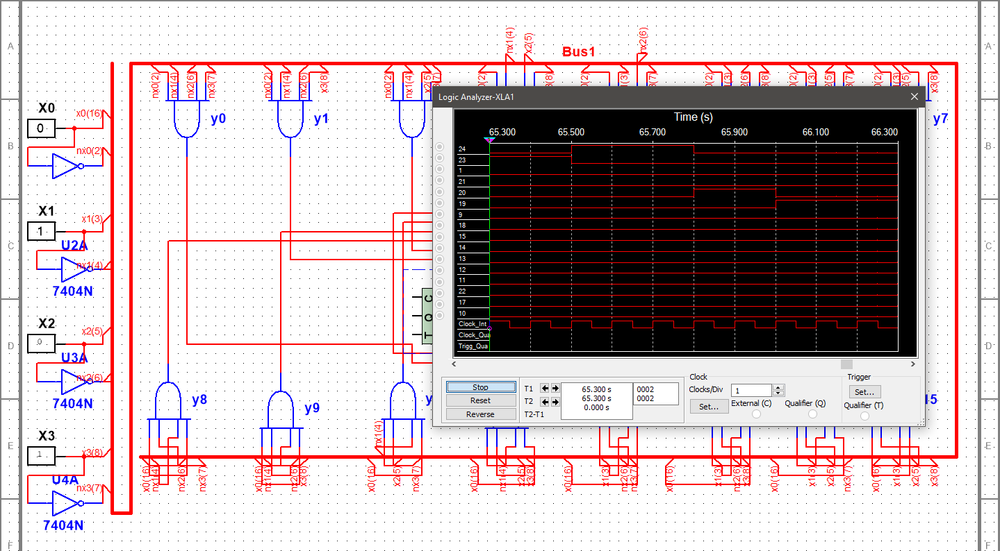 nx1(4)
x2(5)
nx2(6)
A
A
Bus1
nx0(2)
nx1(4)
nx2(6)
nx3(7)
nx0(2)
nx1(4)
nx2(6)
x3(8)
nx0(2)
nx1(4)
x2(5)
Logic Analyzer-XLA1
X0
x0(16)
0
y0
y1
y7
Time (s)
65.300 65.500 65.700 65.900 66.100 66.300
B
B
nx0(2)
24
23
1
21
20
19
9
18
15
14
13
12
11
22
17
10
Clock_Int
Clock_Qua
Trigg_Qua
X1
x1(3)
1
U2A
nx1(4)
7404N
C
C
C
Q
T
X2
x2(5)
0
U3A
nx2(6)
7404N
D
D
Stop
Reset
Reverse
T1
T2
T2-T1
65.300 s
65.300 s
0.000 s
0002
0002
Clock
Clocks/Div
1
Set...
External (C)
Qualifier (Q)
Trigger
Set...
Qualifier (T)
y8
y9
15
X3
x3(8)
1
U4A
nx3(7)
7404N
E
E
nx1(4)
x0(16)
nx1(4)
nx2(6)
nx3(7)
x0(16)
nx1(4)
nx2(6)
x3(8)
x0(16)
x2(5)
nx3(7)
x0(16)
nx1(4)
x2(5)
x3(8)
x0(16)
x1(3)
nx2(6)
nx3(7)
x0(16)
x1(3)
nx2(6)
x3(8)
x0(16)
x1(3)
x2(5)
nx3(7)
x0(16)
x1(3)
x2(5)
x3(8)
F
F